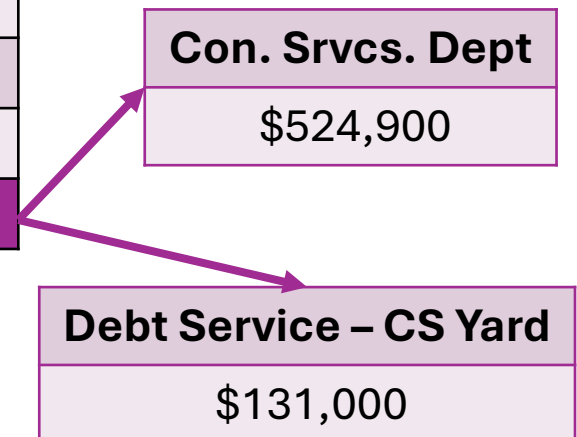 Con. Srvcs. Dept
$524,900
Debt Service – CS Yard
$131,000